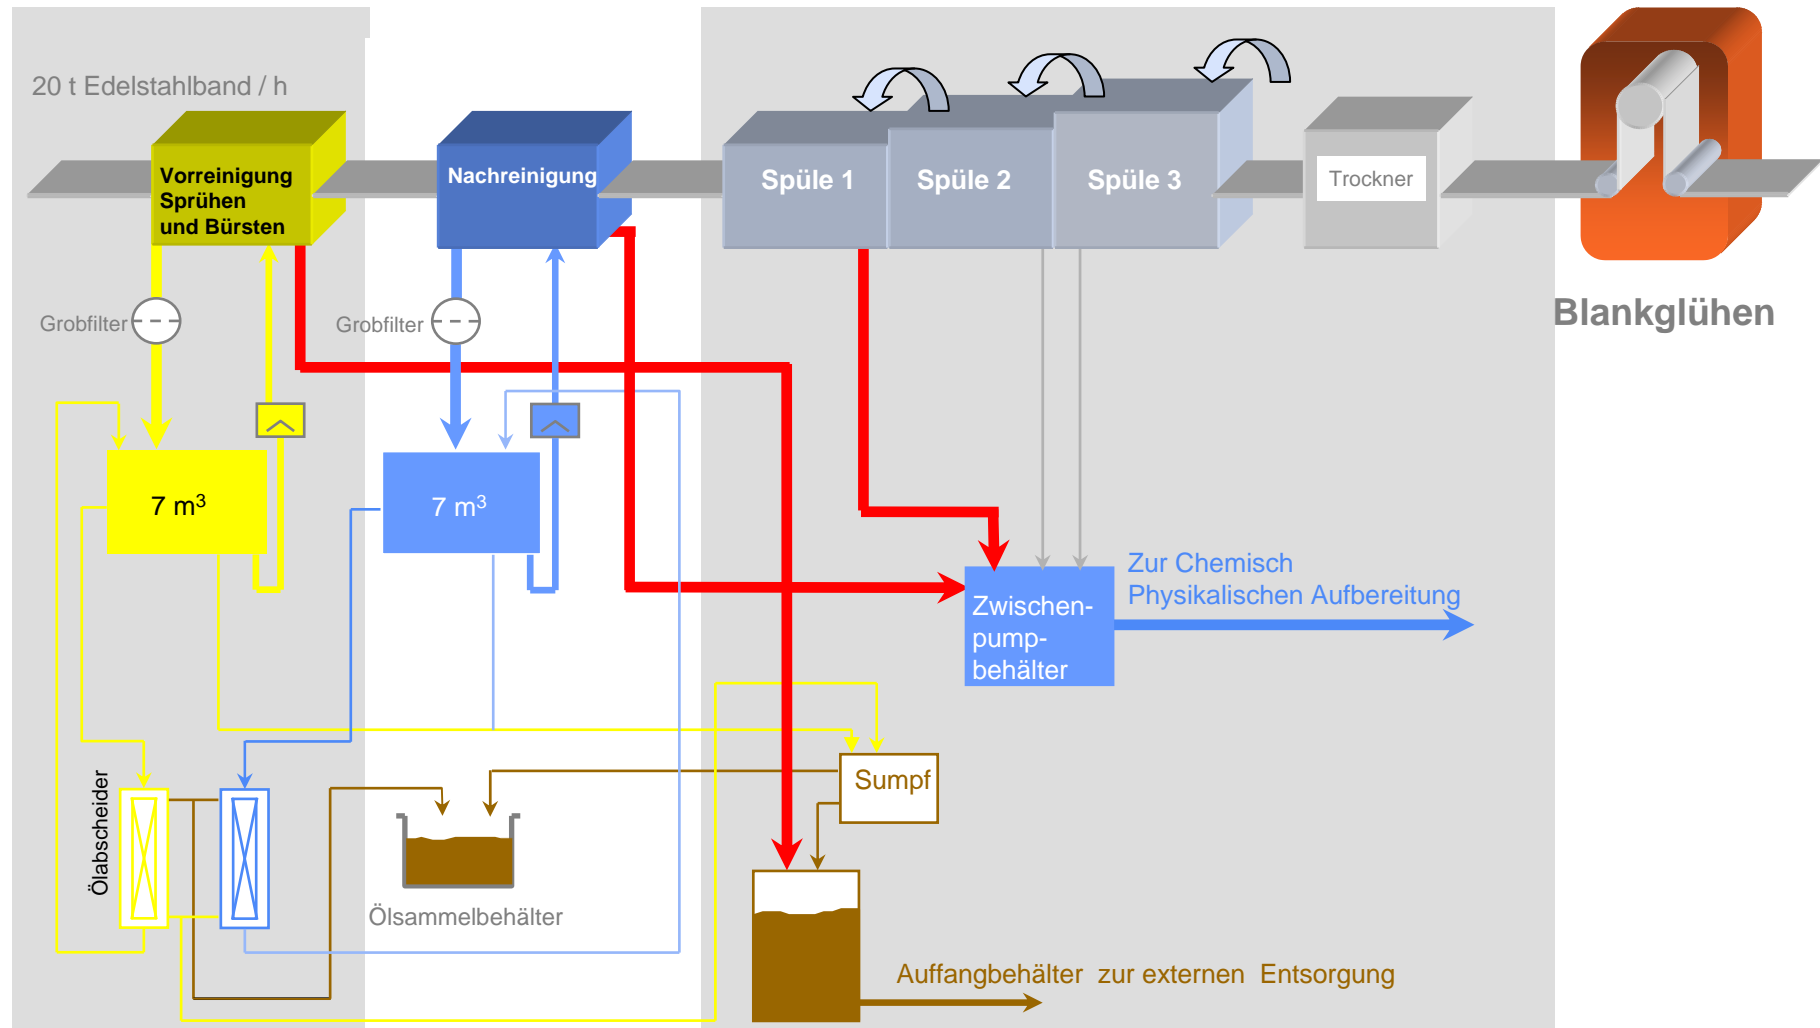 20 t Edelstahlband / h
Vorreinigung
Sprühen
und Bürsten
Nachreinigung
Spüle 1
Spüle 2
Spüle 3
Trockner
Blankglühen
Grobfilter
Grobfilter
7 m³
7 m³
Zur Chemisch
Physikalischen Aufbereitung
Zwischen-
pump-
behälter
Sumpf
Ölabscheider
Ölsammelbehälter
Auffangbehälter zur externen Entsorgung